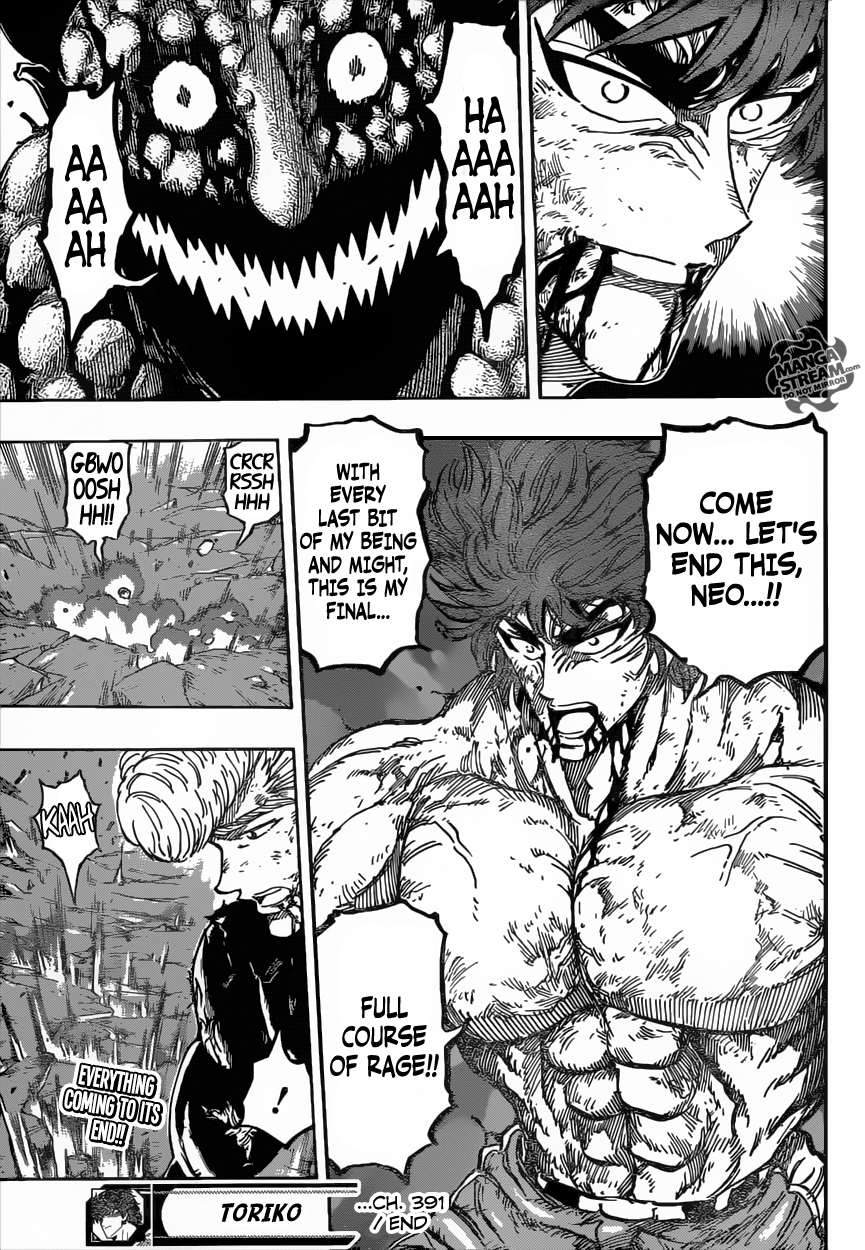 HA
AAAA
AAH
AA
AA
AH
MANGA
STREAM.com
DO NOT MIRROR
COME
NOW... LET'S
END THIS,
NEO...!!
WITH
EVERY
LAST BIT
OF MY BEING
AND MIGHT,
THIS IS MY
FINAL...
FULL
COURSE
OF RAGE!!
CRCR
RSSH
HHH
GBWO
OOSH
HH!!
KAAH
!
EVERYTHING
COMING TO ITS
END!!
TORIKO
...CH. 391
/ END